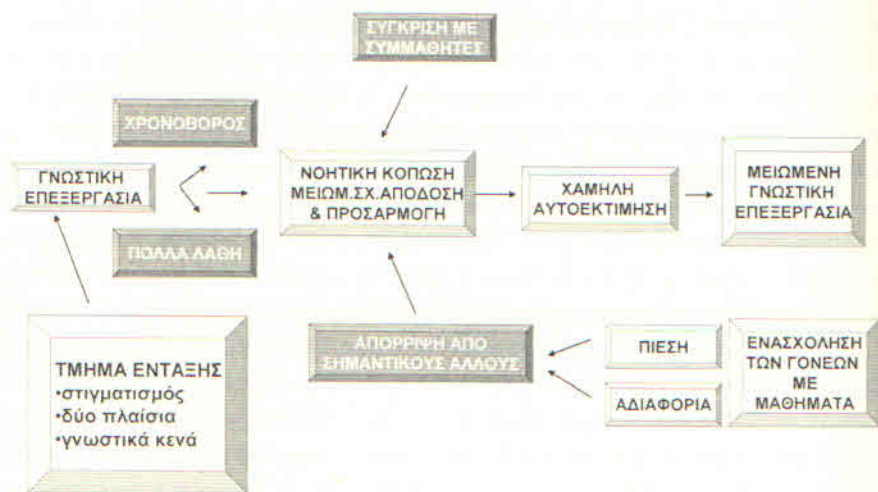 ΣΥΓΚΡΙΣΗ ΜΕ
ΣΥΜΜΑΘΗΤΕΣ
ΧΡΟΝΟΒΟΡΟΣ
ΓΝΩΣΤΙΚΗ
ΕΠΕΞΕΡΓΑΣΙΑ
ΠΟΛΛΑ ΛΑΘΗ
ΝΟΗΤΙΚΗ ΚΟΠΩΣΗ
ΜΕΙΩΜ.ΣΧ.ΑΠΟΔΟΣΗ
& ΠΡΟΣΑΡΜΟΓΗ
ΧΑΜΗΛΗ
ΑΥΤΟΕΚΤΙΜΗΣΗ
ΜΕΙΩΜΕΝΗ
ΓΝΩΣΤΙΚΗ
ΕΠΕΞΕΡΓΑΣΙΑ
ΤΜΗΜΑ ΕΝΤΑΞΗΣ
•στιγματισμός
•δύο πλαίσια
•γνωστικά κενά
ΑΠΟΡΡΙΨΗ ΑΠΟ
ΣΗΜΑΝΤΙΚΟΥΣ ΑΛΛΟΥΣ
ΠΙΕΣΗ
ΑΔΙΑΦΟΡΙΑ
ΕΝΑΣΧΟΛΗΣΗ
ΤΩΝ ΓΟΝΕΩΝ
ΜΕ
ΜΑΘΗΜΑΤΑ